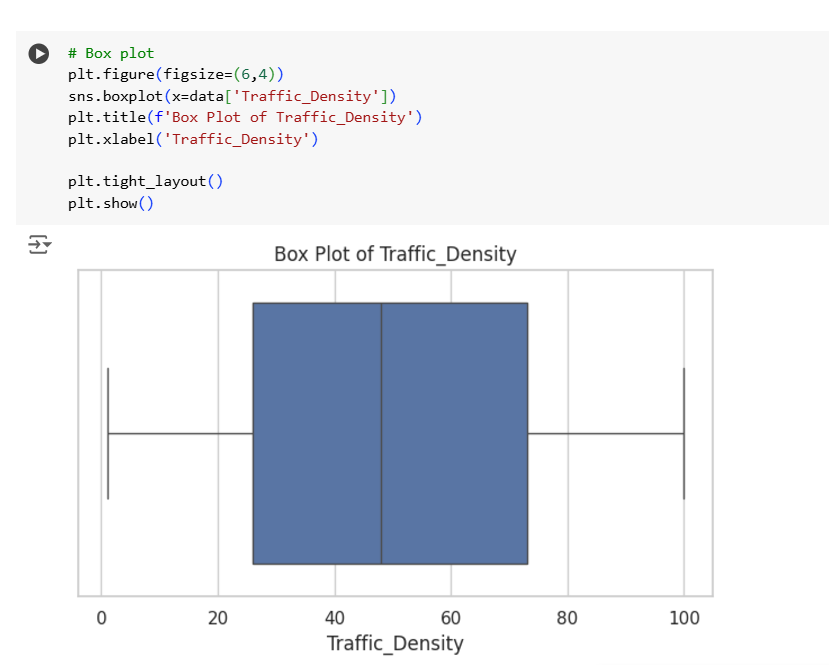 # Box plot
plt.figure(figsize=(6,4))
sns.boxplot(x=data['Traffic_Density'])
plt.title(f'Box Plot of Traffic_Density')
plt.xlabel('Traffic_Density')
plt.tight_layout()
plt.show()
Box Plot of Traffic_Density
0 20 40 60 80 100
Traffic_Density